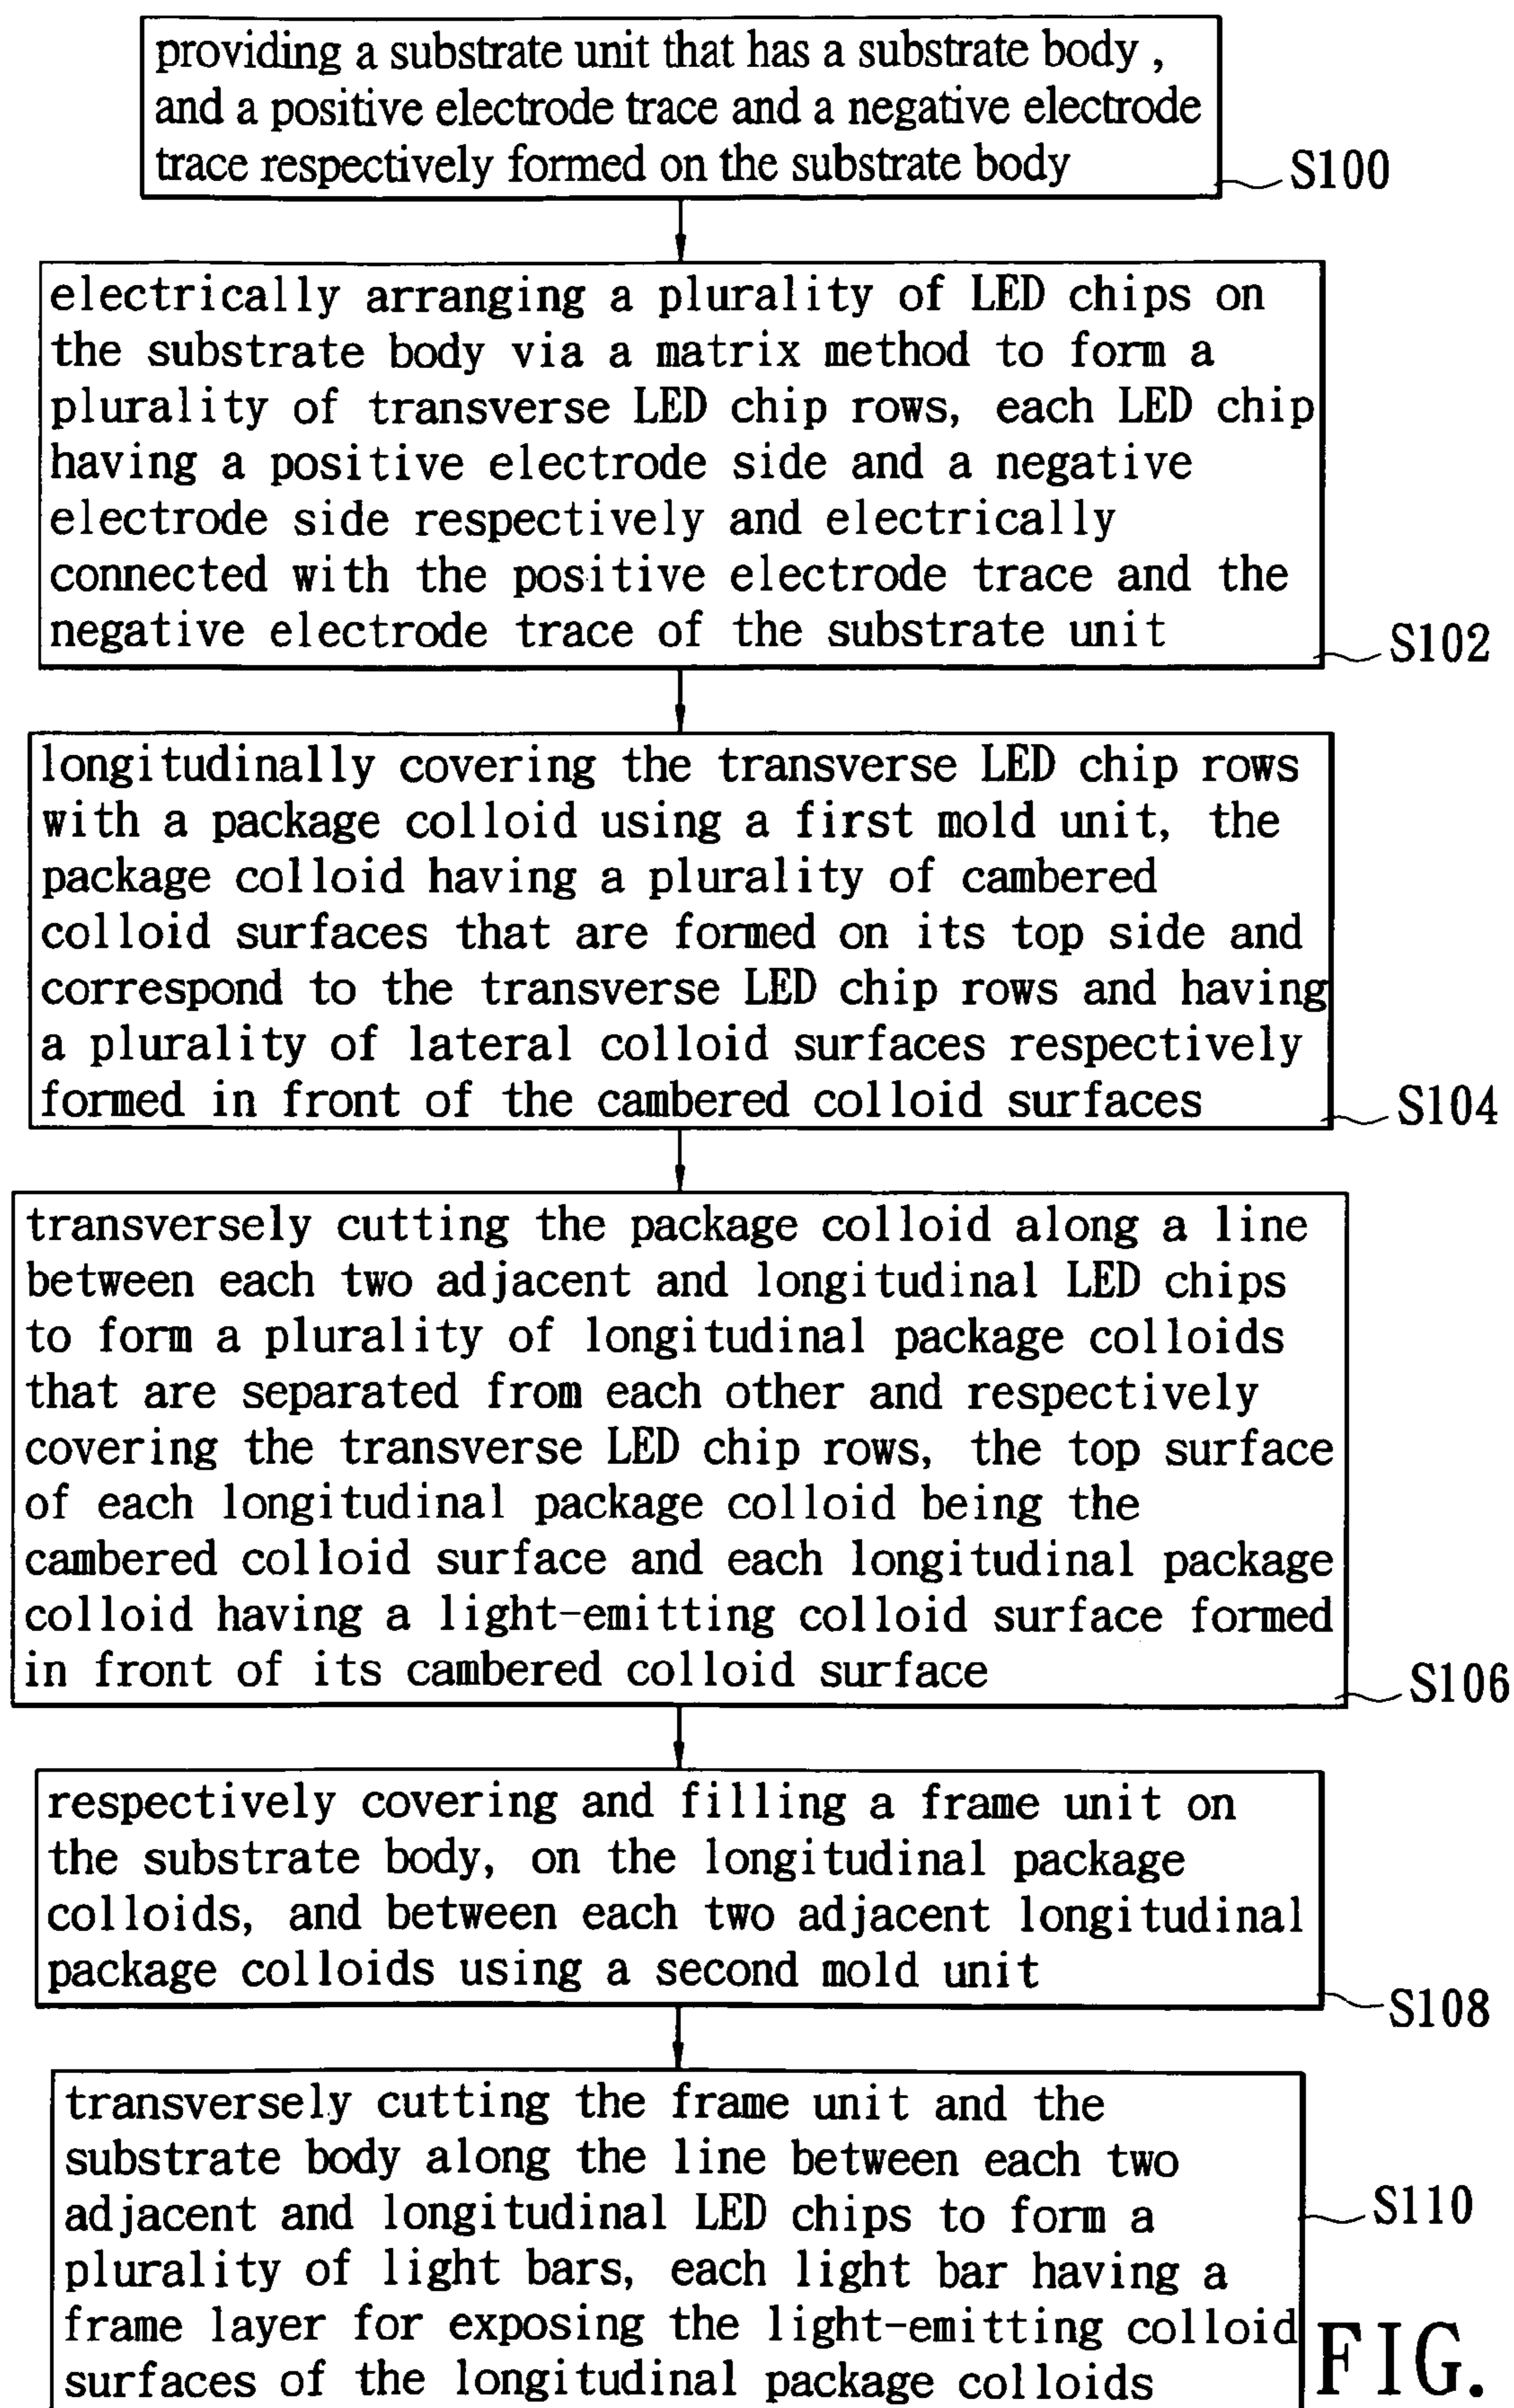 providing a substrate unit that has a substrate body ,
and a positive electrode trace and a negative electrode
trace respectively formed on the substrate body
S100
electrically arranging a plurality of LED chips on
the substrate body via a matrix method to form a
plurality of transverse LED chip rows, each LED chip
having a positive electrode side and a negative
electrode side respectively and electrically
connected with the positive electrode trace and the
negative electrode trace of the substrate unit
S102
longitudinally covering the transverse LED chip rows
with a package colloid using a first mold unit, the
package colloid having a plurality of cambered
colloid surfaces that are formed on its top side and
correspond to the transverse LED chip rows and having
a plurality of lateral colloid surfaces respectively
formed in front of the cambered colloid surfaces
S104
transversely cutting the package colloid along a line
between each two adjacent and longitudinal LED chips
to form a plurality of longitudinal package colloids
that are separated from each other and respectively
covering the transverse LED chip rows, the top surface
of each longitudinal package colloid being the
cambered colloid surface and each longitudinal package
colloid having a light-emitting colloid surface formed
in front of its cambered colloid surface
S106
respectively covering and filling a frame unit on
the substrate body, on the longitudinal package
colloids, and between each two adjacent longitudinal
package colloids using a second mold unit
S108
transversely cutting the frame unit and the
substrate body along the line between each two
adjacent and longitudinal LED chips to form a
plurality of light bars, each light bar having a
frame layer for exposing the light-emitting colloid
surfaces of the longitudinal package colloids
S110
FIG.